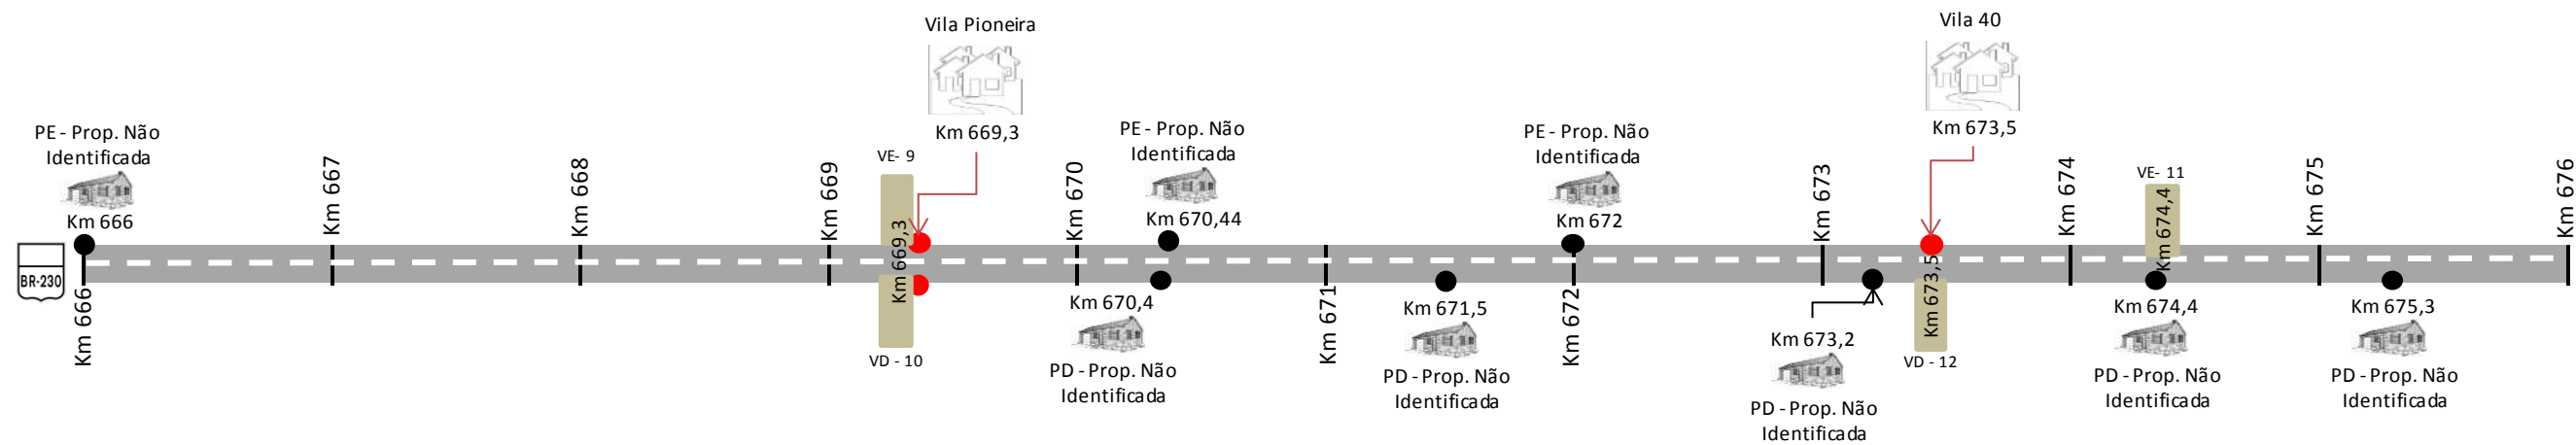 Vila Pioneira
Km 669,3
Vila 40
Km 673,5
PE - Prop. Não
Identificada
Km 666
PE - Prop. Não
Identificada
Km 670,44
PE - Prop. Não
Identificada
Km 672
VE- 9
VE- 11
Km 667
Km 668
Km 669
Km 670
Km 673
Km 674
Km 675
Km 676
Km 669,3
Km 673,5
Km 674,4
BR-230
Km 666
Km 671
Km 672
VD - 10
VD - 12
Km 670,4
PD - Prop. Não
Identificada
Km 671,5
PD - Prop. Não
Identificada
Km 673,2
PD - Prop. Não
Identificada
Km 674,4
PD - Prop. Não
Identificada
Km 675,3
PD - Prop. Não
Identificada